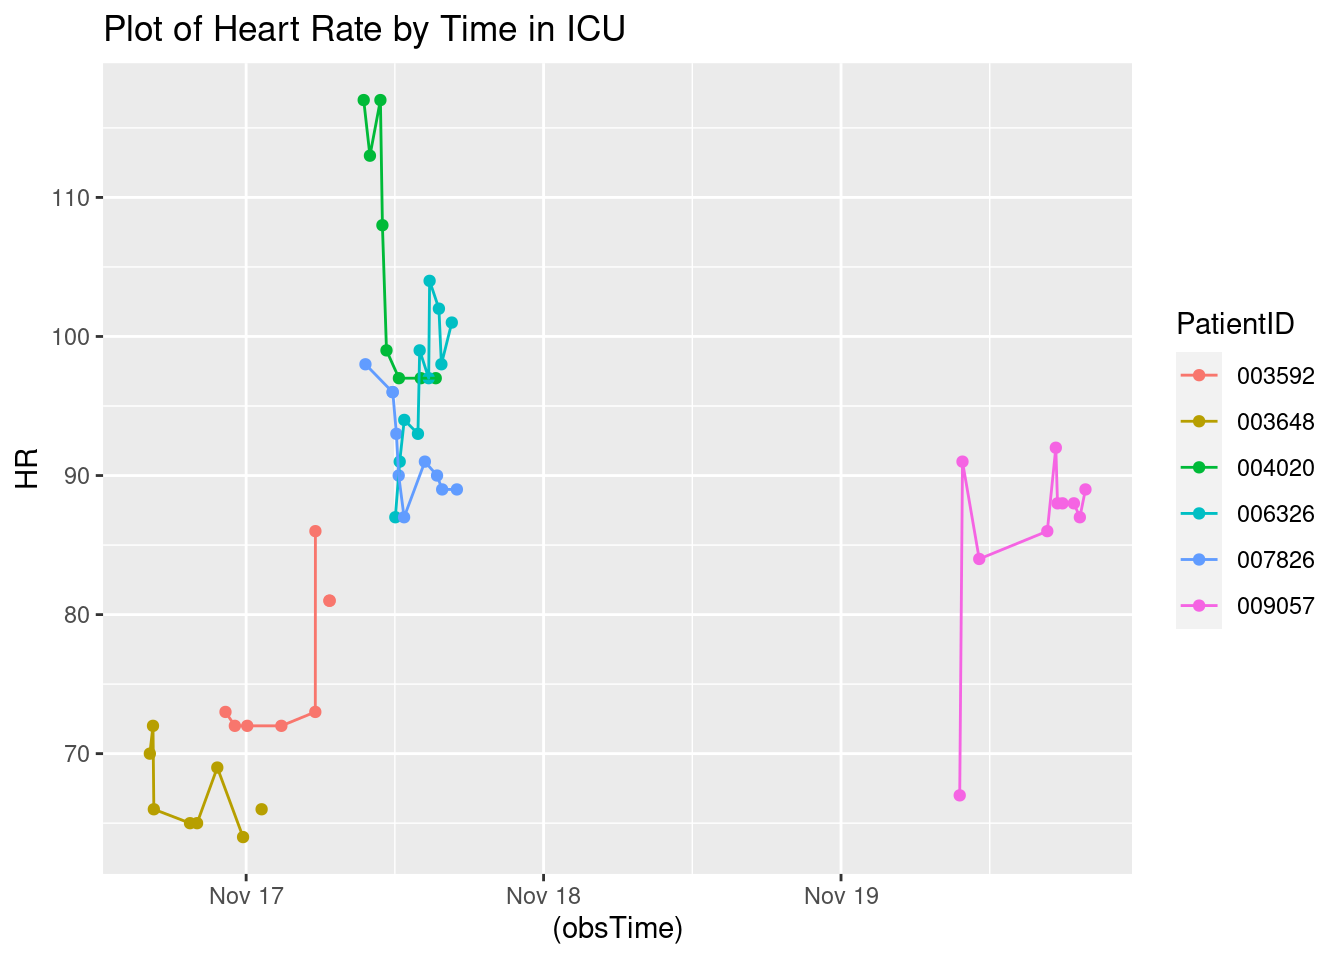 Plot of Heart Rate by Time in ICU
HR
110
100
90
80
70
Nov 17
Nov 18
Nov 19
(obsTime)
PatientID
003592
003648
004020
006326
007826
009057